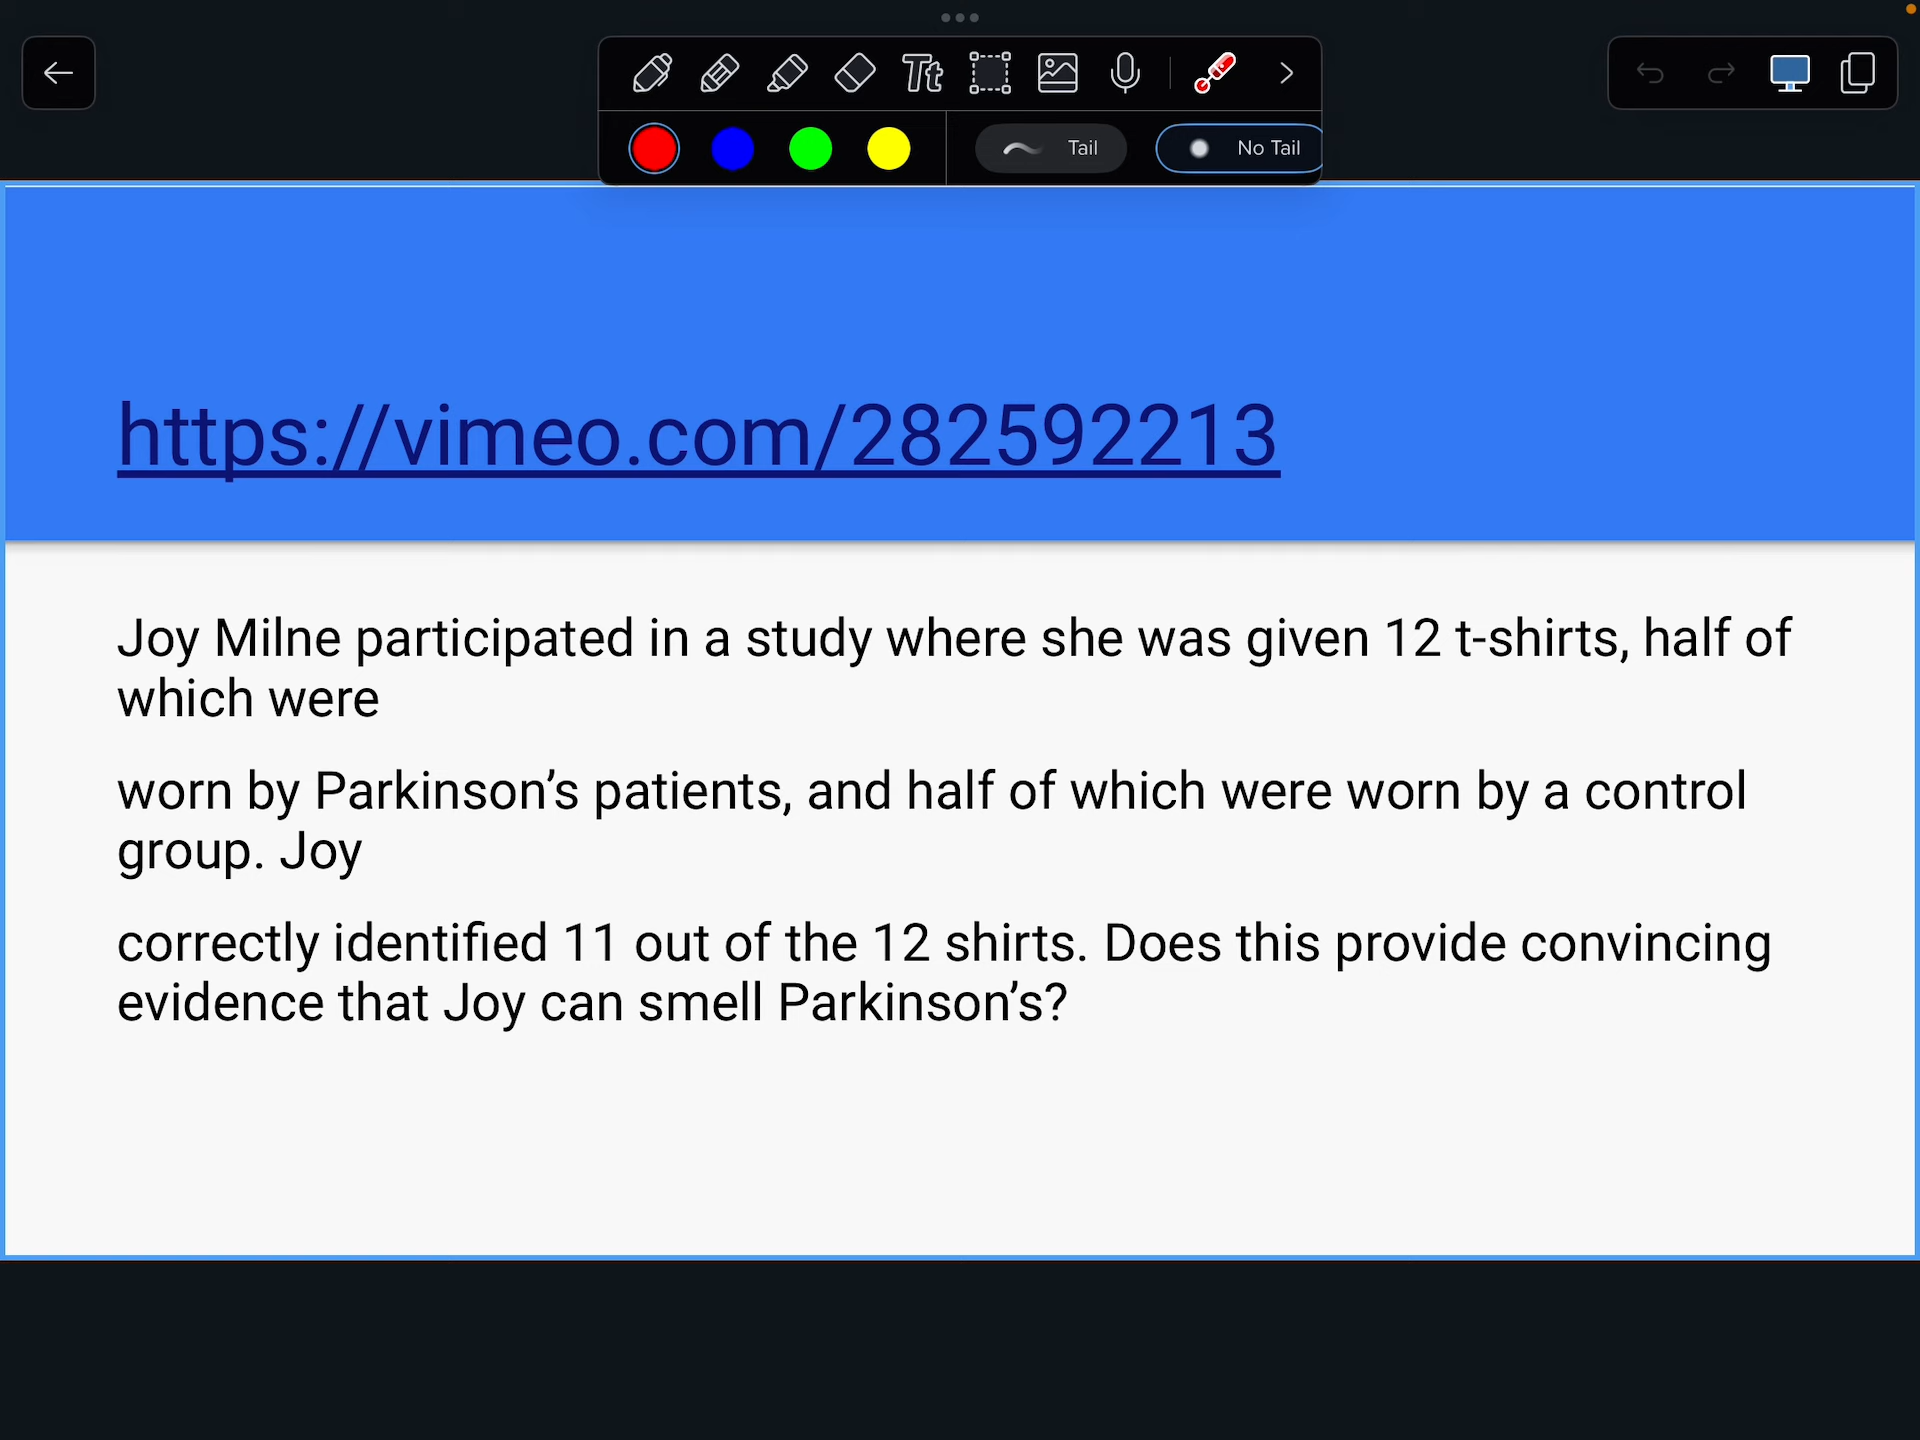 Tt
Tail
No Tail
https://vimeo.com/282592213
Joy Milne participated in a study where she was given 12 t-shirts, half of
which were
worn by Parkinson’s patients, and half of which were worn by a control
group. Joy
correctly identified 11 out of the 12 shirts. Does this provide convincing
evidence that Joy can smell Parkinson’s?